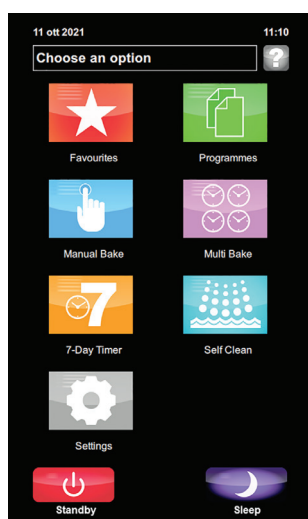 11 ott 2021 11:10
Choose an option ?
Favourites Programmes
Manual Bake Multi Bake
7
7-Day Timer Self Clean
Settings
Standby Sleep